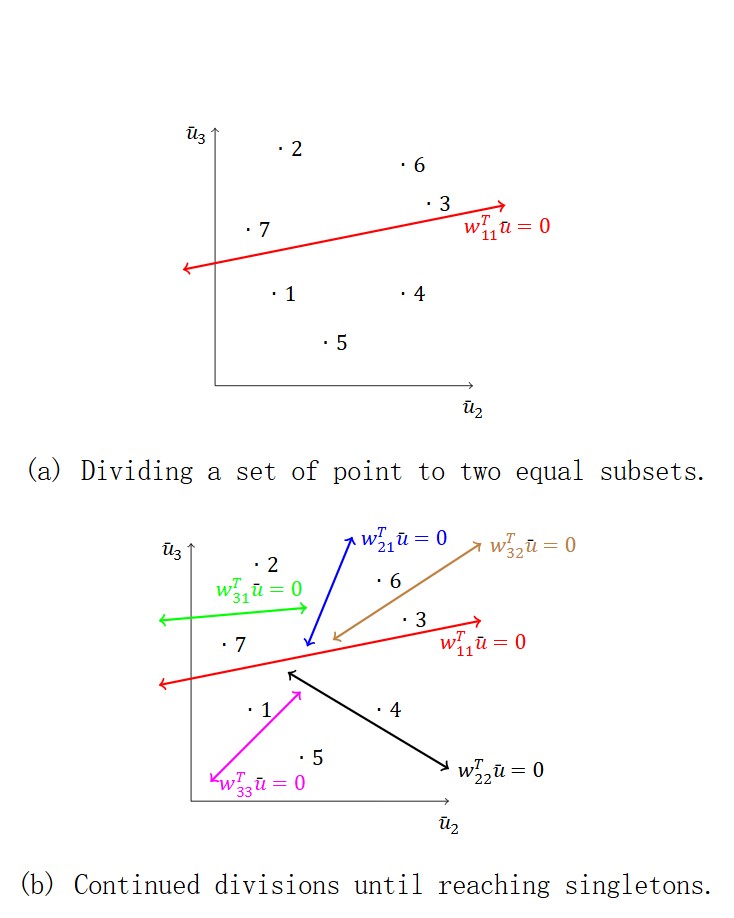 ū₃
· 2
· 6
· 3
· 7
w₁₁ᵀ ū = 0
· 1
· 4
· 5
ū₂
(a) Dividing a set of point to two equal subsets.
w₂₁ᵀ ū = 0
w₃₂ᵀ ū = 0
ū₃
· 2
· 6
w₃₁ᵀ ū = 0
· 3
· 7
w₁₁ᵀ ū = 0
· 1
· 4
· 5
w₂₂ᵀ ū = 0
w₃₃ᵀ ū = 0
ū₂
(b) Continued divisions until reaching singletons.